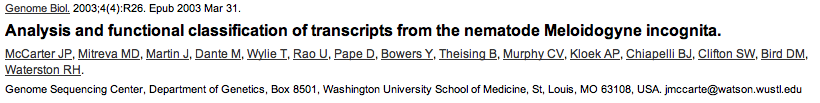 Genome Biol. 2003;4(4):R26. Epub 2003 Mar 31.
Analysis and functional classification of transcripts from the nematode Meloidogyne incognita.
McCarter JP, Mitreva MD, Martin J, Dante M, Wylie T, Rao U, Pape D, Bowers Y, Theising B, Murphy CV, Kloek AP, Chiapelli BJ, Clifton SW, Bird DM,
Waterston RH.
Genome Sequencing Center, Department of Genetics, Box 8501, Washington University School of Medicine, St, Louis, MO 63108, USA. jmccarte@watson.wustl.edu